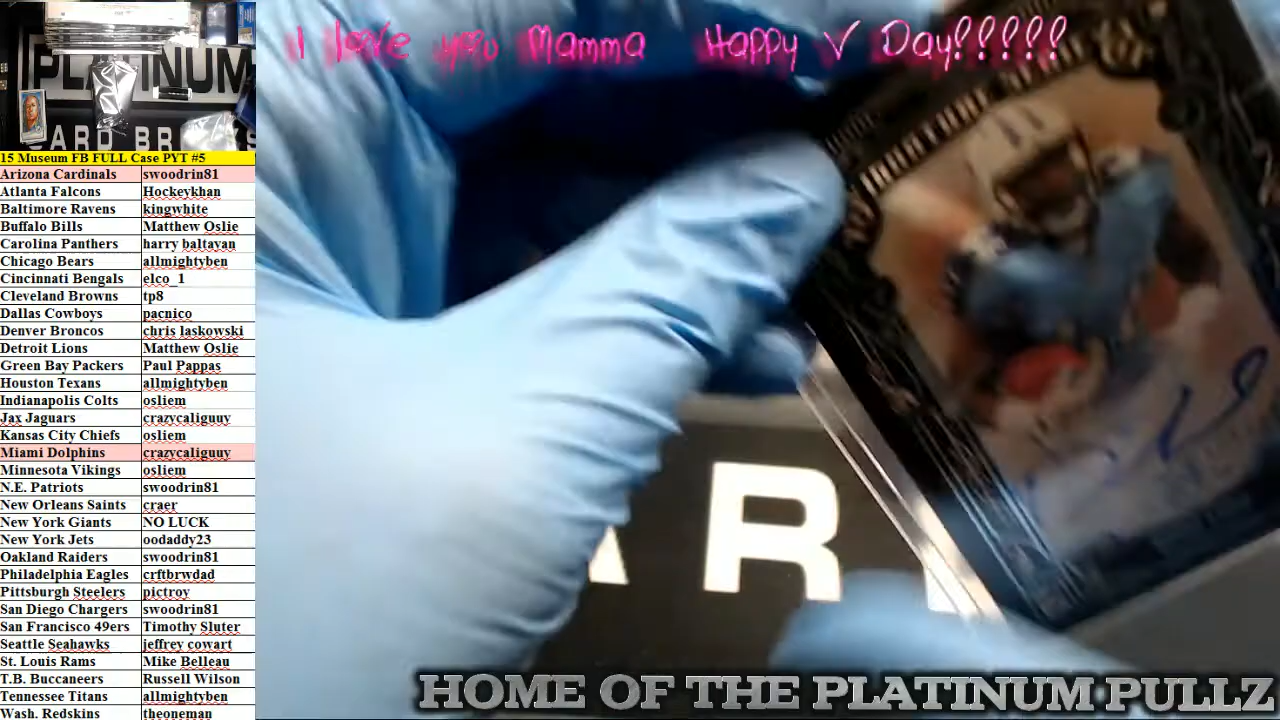 I love you Mamma Happy V Day!!!!!
PLATINUM
ARD BR
15 Museum FB FULL Case PYT #5
Arizona Cardinals swoodrin81
Atlanta Falcons Hockeykhan
Baltimore Ravens kingwhite
Buffalo Bills Matthew Oslie
Carolina Panthers harry baltayan
Chicago Bears allmightyben
Cincinnati Bengals elco_1
Cleveland Browns tp8
Dallas Cowboys pacnico
Denver Broncos chris laskowski
Detroit Lions Matthew Oslie
Green Bay Packers Paul Pappas
Houston Texans allmightyben
Indianapolis Colts osliem
Jax Jaguars crazycaliguuy
Kansas City Chiefs osliem
Miami Dolphins crazycaliguuy
Minnesota Vikings osliem
N.E. Patriots swoodrin81
New Orleans Saints craer
New York Giants NO LUCK
New York Jets oodaddy23
Oakland Raiders swoodrin81
Philadelphia Eagles crftbrwdad
Pittsburgh Steelers pictroy
San Diego Chargers swoodrin81
San Francisco 49ers Timothy Sluter
Seattle Seahawks jeffrey cowart
St. Louis Rams Mike Belleau
T.B. Buccaneers Russell Wilson
Tennessee Titans allmightyben
Wash. Redskins theoneman
R
HOME OF THE PLATINUM PULLZ